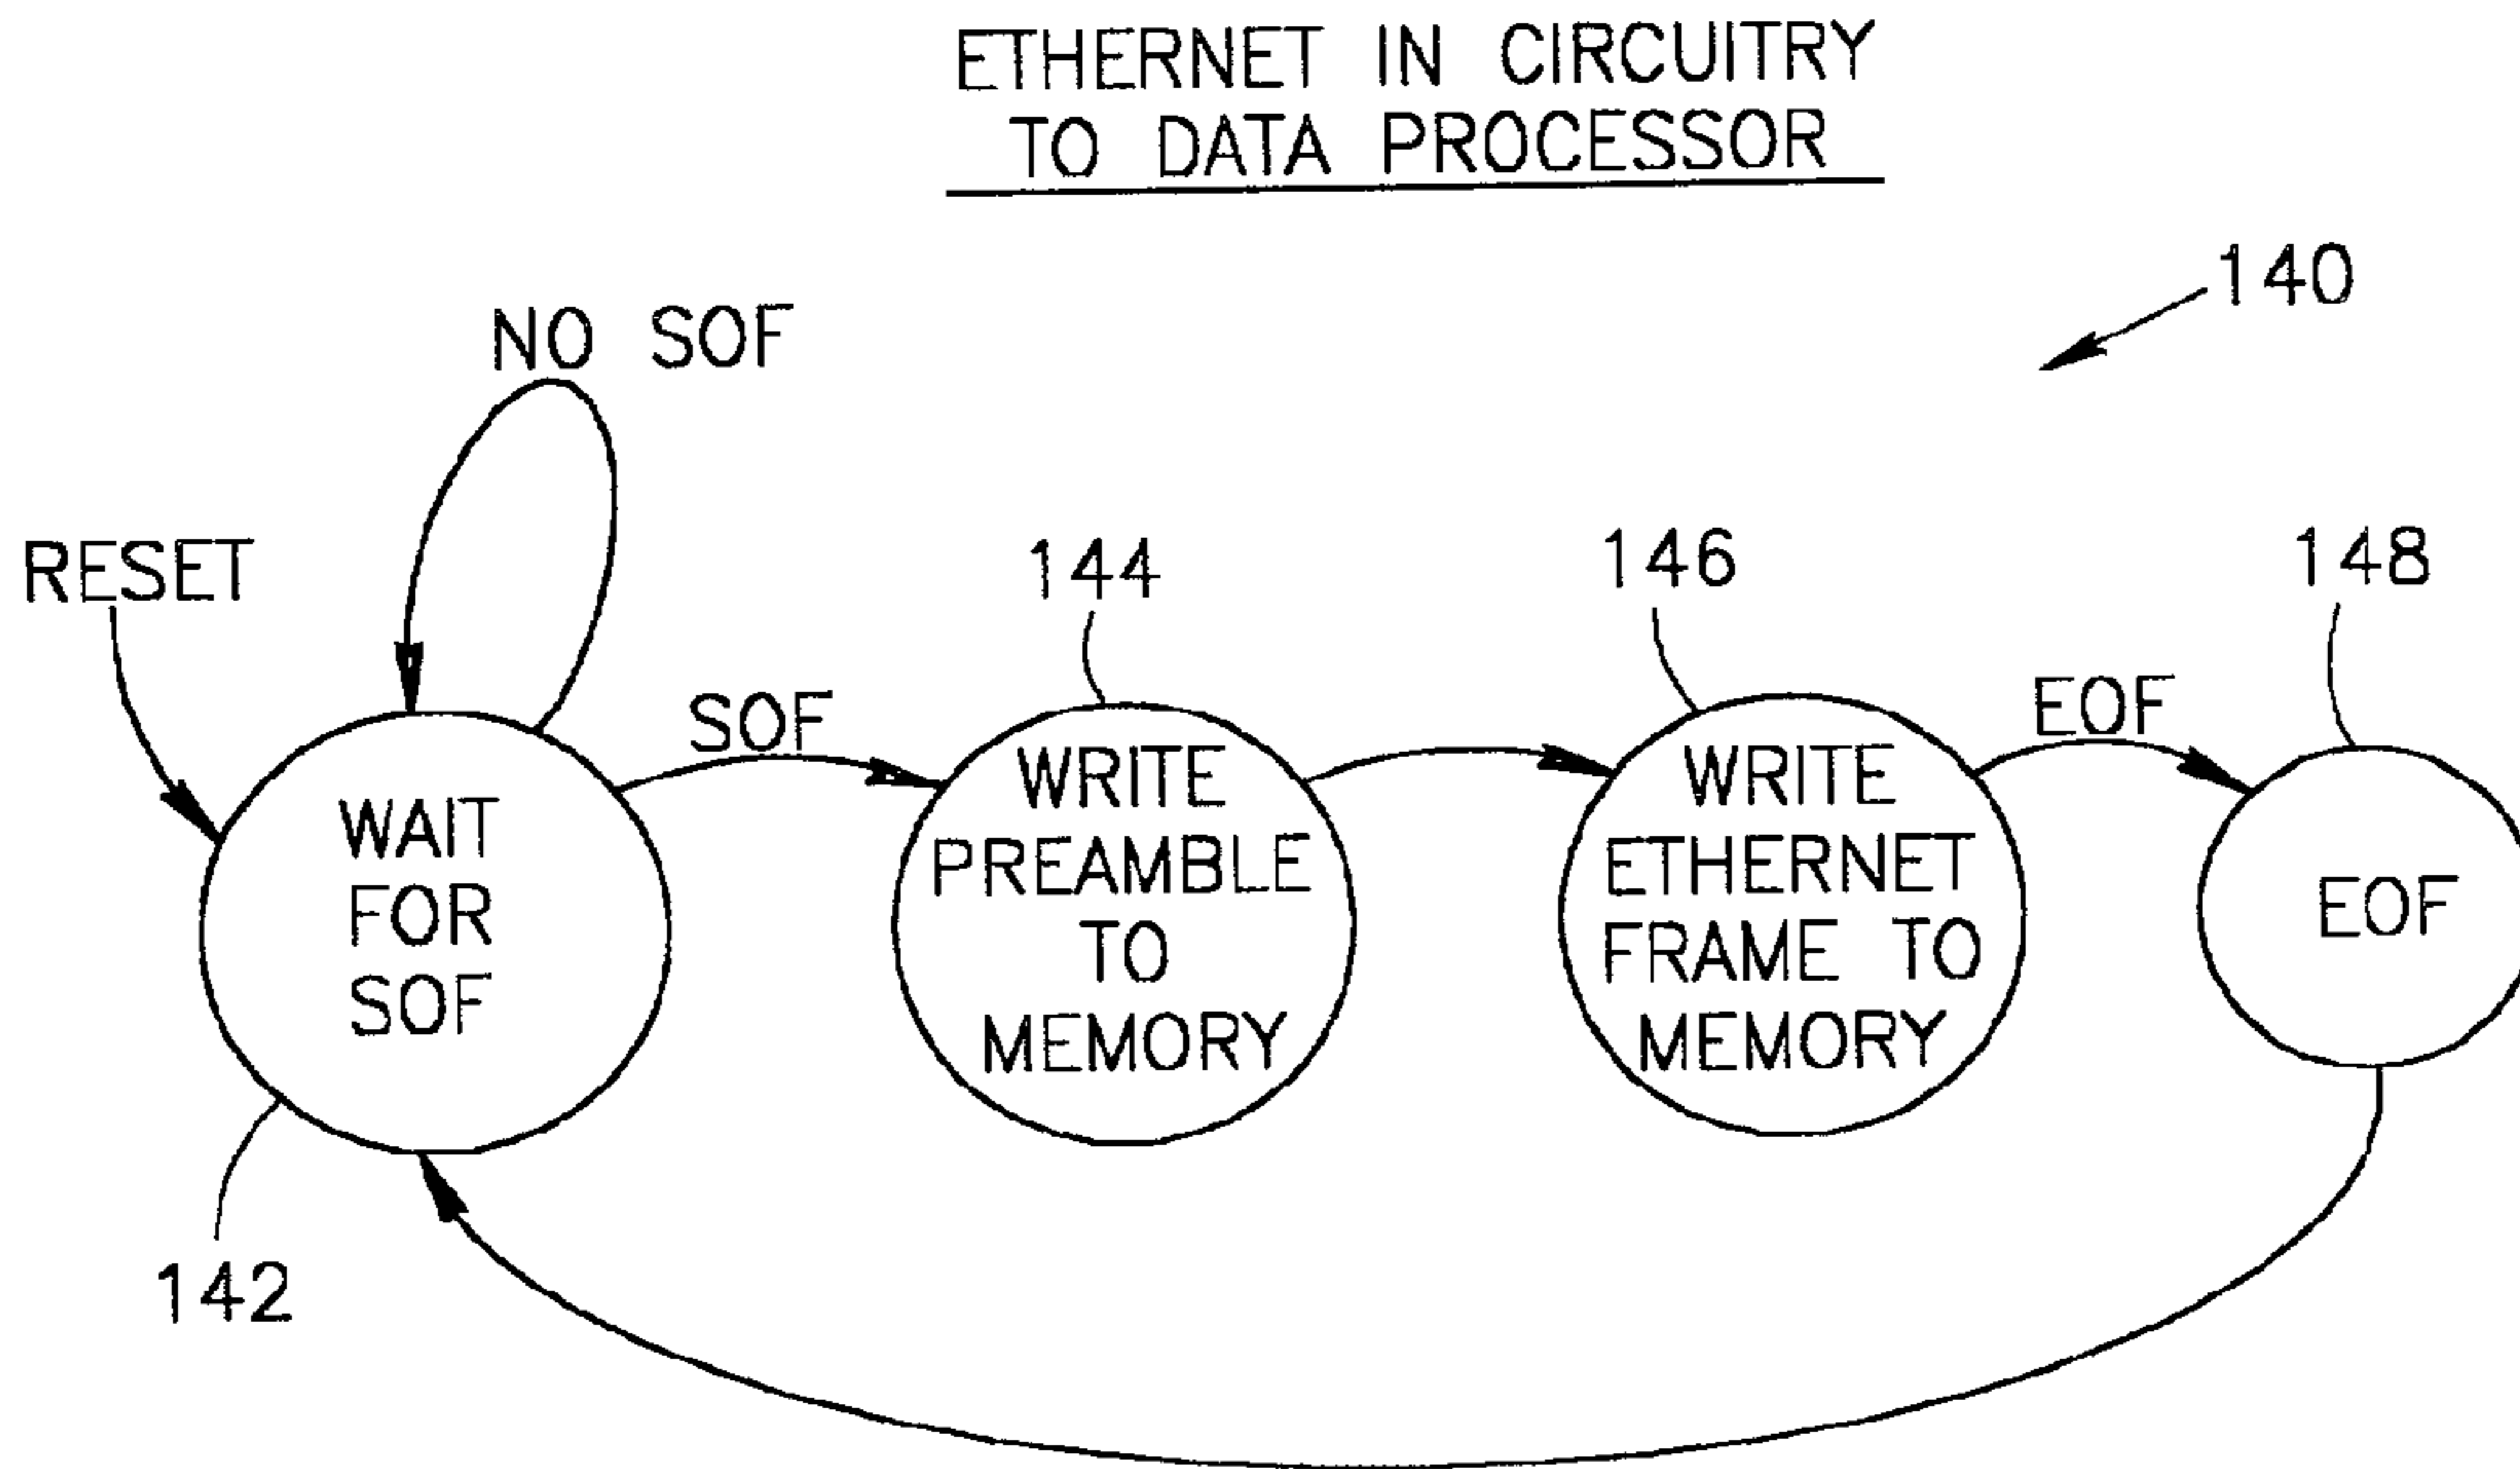 ETHERNET IN CIRCUITRY
TO DATA PROCESSOR
140
NO SOF
RESET
144
146
148
SOF
EOF
WAIT
FOR
SOF
WRITE
PREAMBLE
TO
MEMORY
WRITE
ETHERNET
FRAME TO
MEMORY
EOF
142